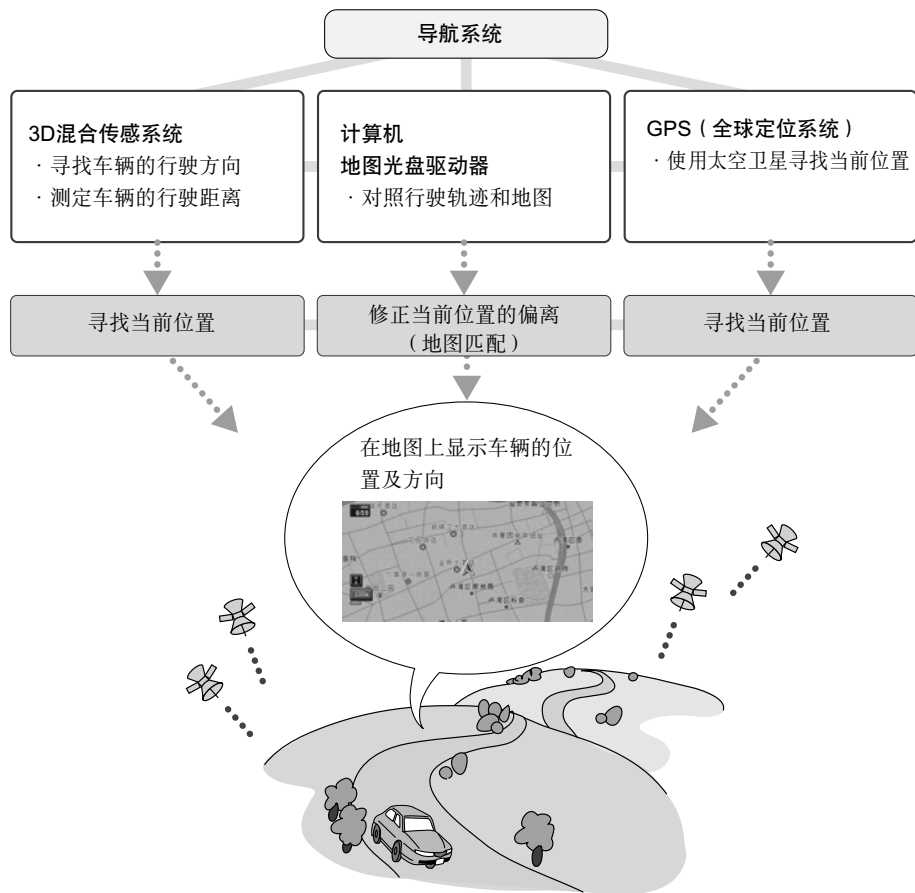 导航系统
3D混合传感系统
· 寻找车辆的行驶方向
· 测定车辆的行驶距离
计算机
地图光盘驱动器
· 对照行驶轨迹和地图
GPS（全球定位系统）
· 使用太空卫星寻找当前位置
寻找当前位置
修正当前位置的偏离
（地图匹配）
寻找当前位置
在地图上显示车辆的位
置及方向